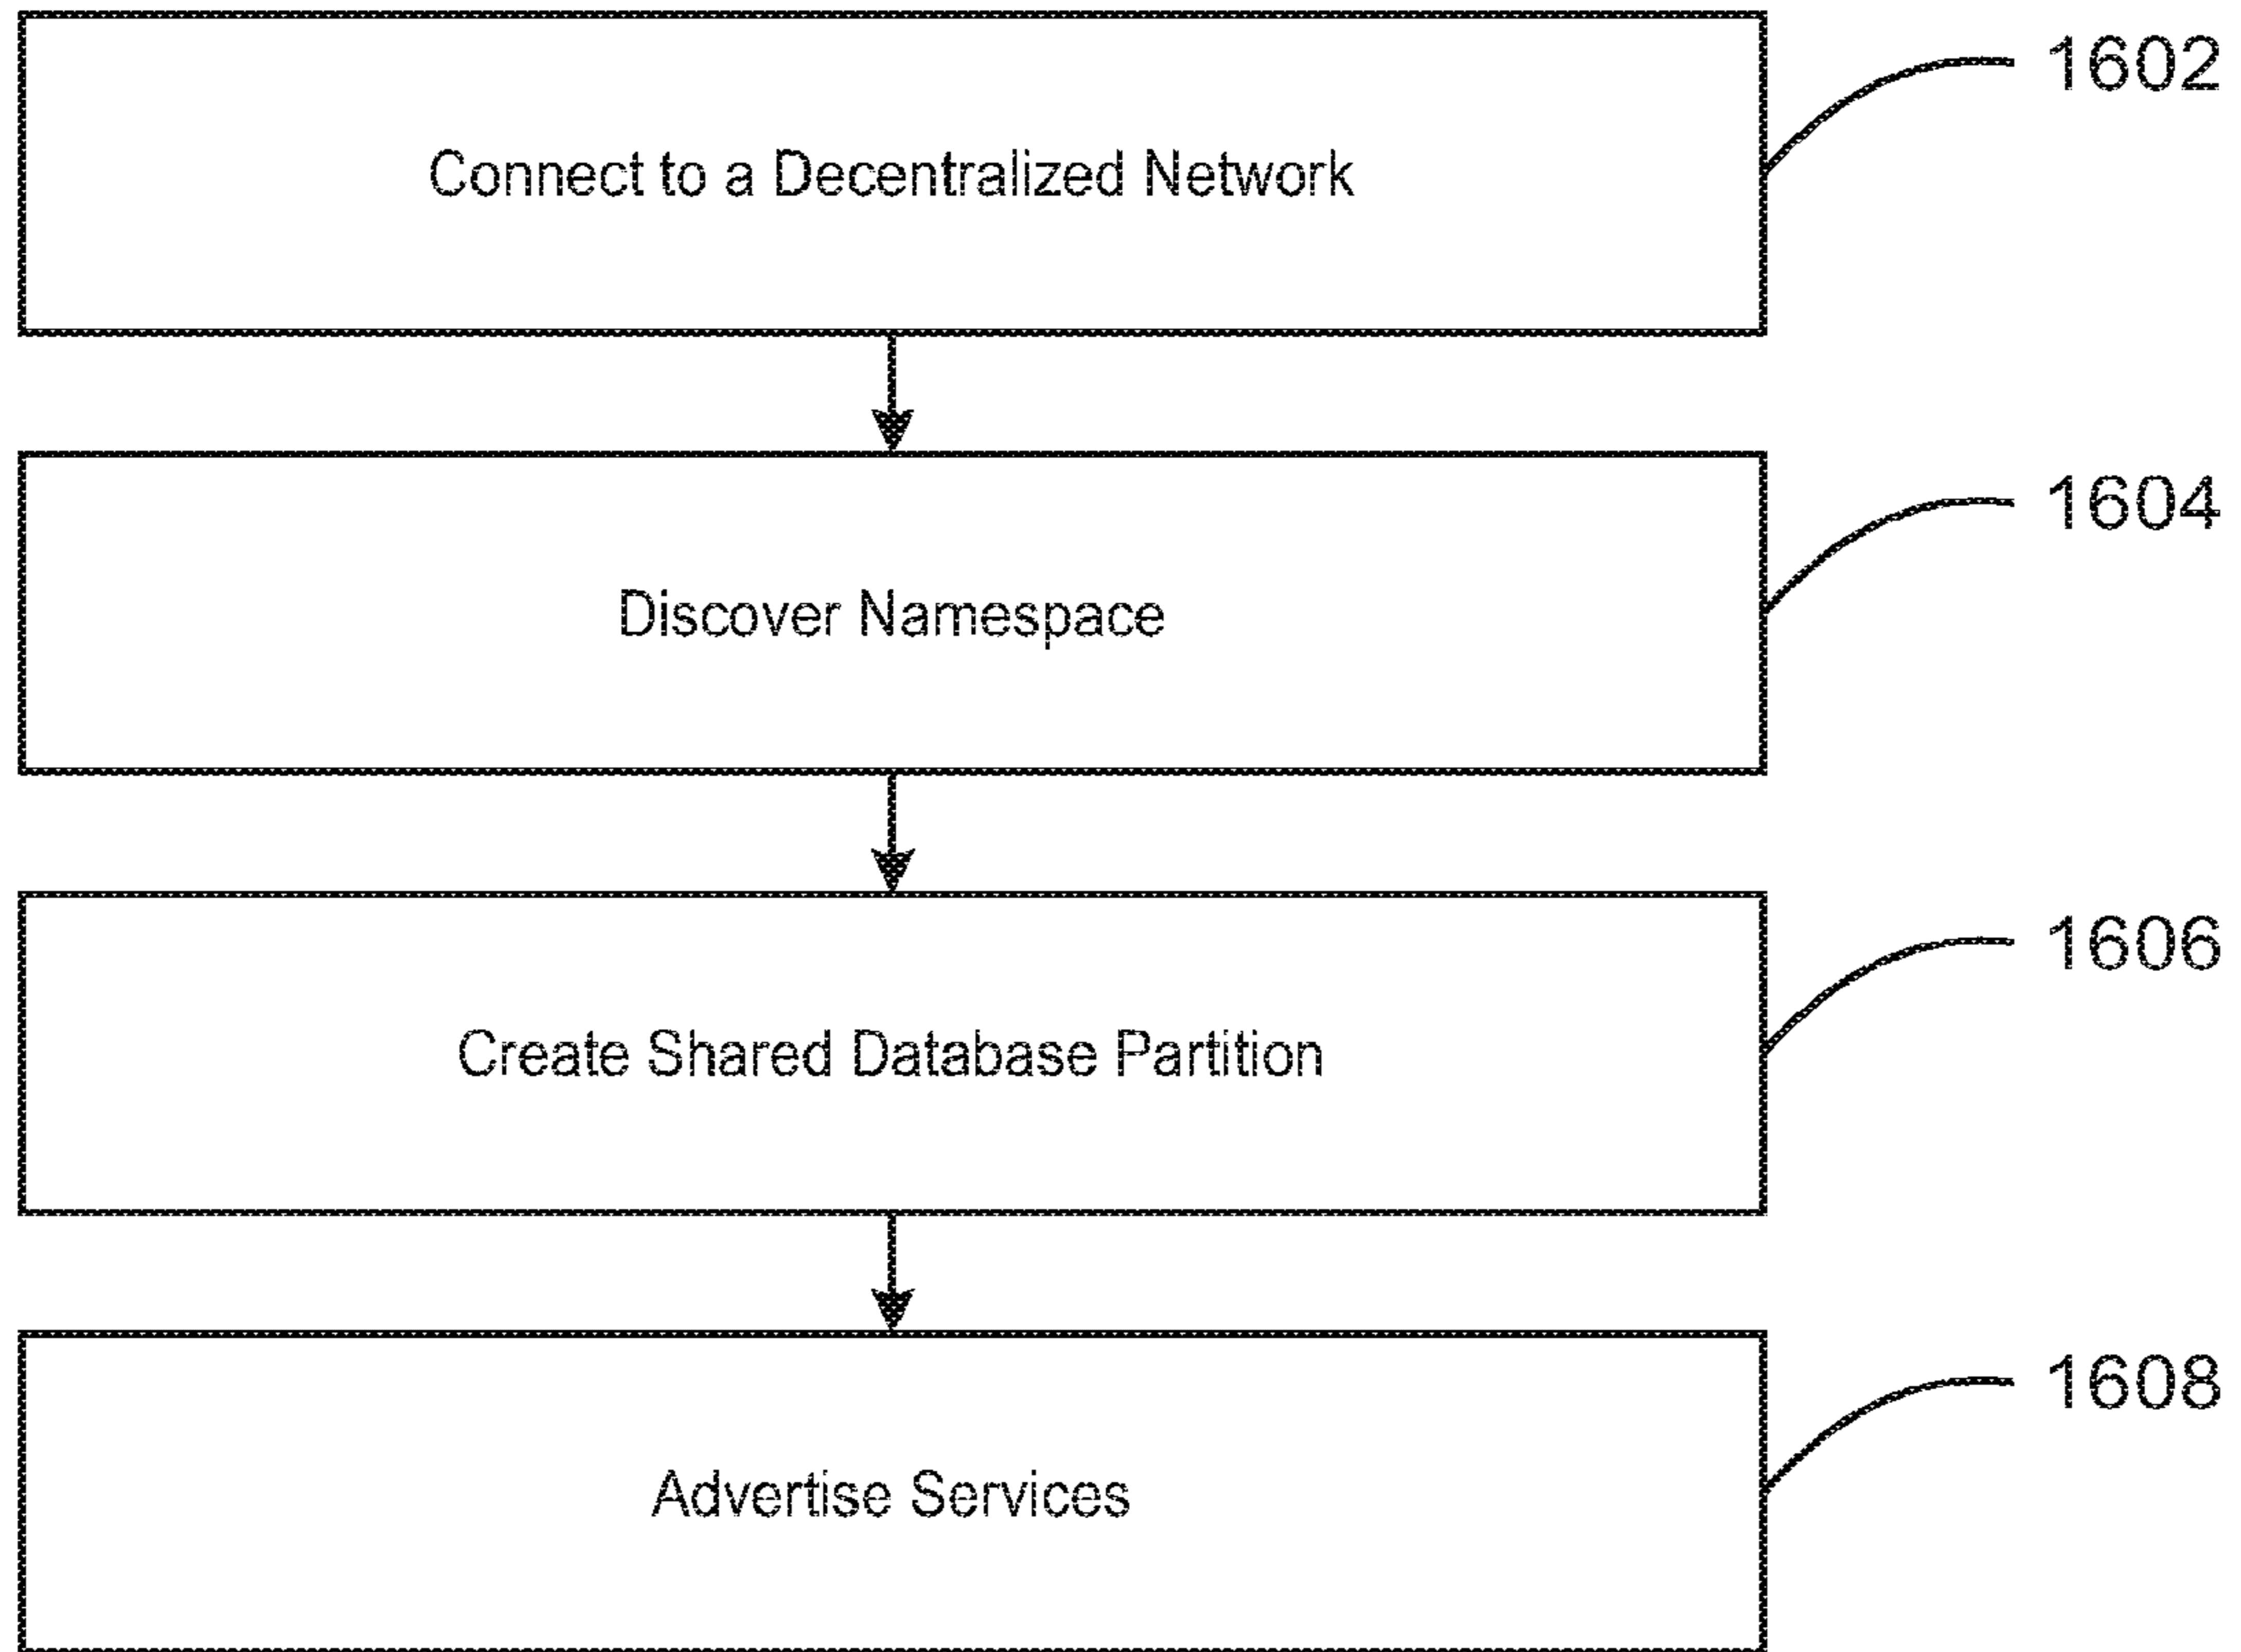 Connect to a Decentralized Network
1602
Discover Namespace
1604
Create Shared Database Partition
1606
Advertise Services
1608